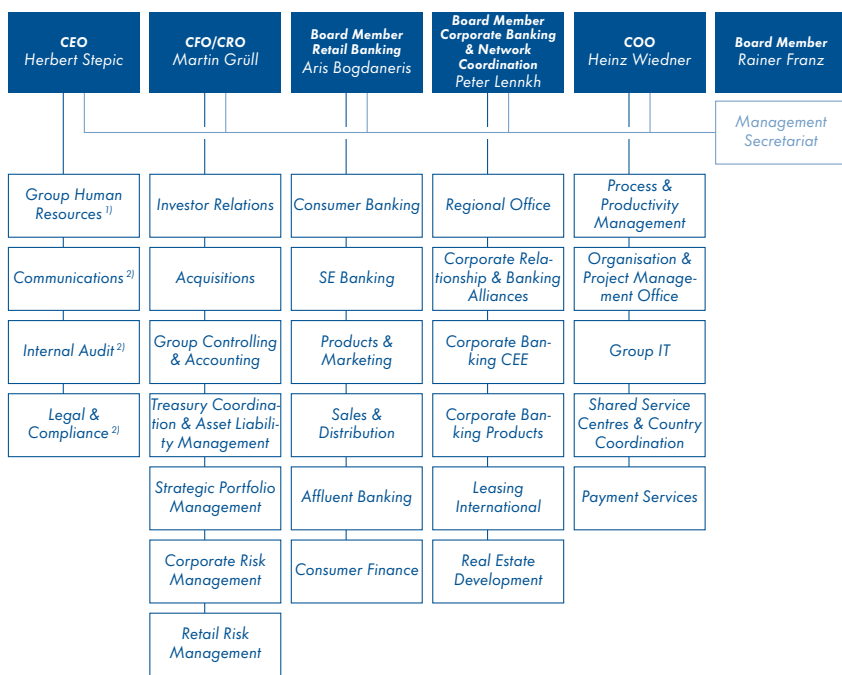 CEO
Herbert Stepic
CFO/CRO
Martin Grüll
Board Member
Retail Banking
Aris Bogdaneris
Board Member
Corporate Banking
& Network
Coordination
Peter Lennkh
COO
Heinz Wiedner
Board Member
Rainer Franz
Management
Secretariat
Group Human
Resources 1)
Communications 2)
Internal Audit 2)
Legal &
Compliance 2)
Investor Relations
Acquisitions
Group Controlling
& Accounting
Treasury Coordina-
tion & Asset Liabili-
ty Management
Strategic Portfolio
Management
Corporate Risk
Management
Retail Risk
Management
Consumer Banking
SE Banking
Products &
Marketing
Sales &
Distribution
Affluent Banking
Consumer Finance
Regional Office
Corporate Rela-
tionship & Banking
Alliances
Corporate Ban-
king CEE
Corporate Ban-
king Products
Leasing
International
Real Estate
Development
Process &
Productivity
Management
Organisation &
Project Manage-
ment Office
Group IT
Shared Service
Centres & Country
Coordination
Payment Services